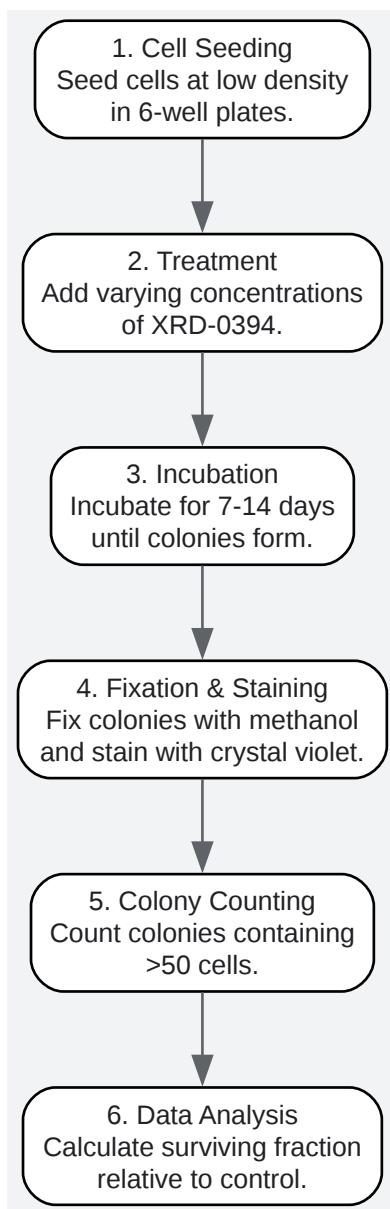 1. Cell Seeding
Seed cells at low density
in 6-well plates.
2. Treatment
Add varying concentrations
of XRD-0394.
3. Incubation
Incubate for 7-14 days
until colonies form.
4. Fixation & Staining
Fix colonies with methanol
and stain with crystal violet.
5. Colony Counting
Count colonies containing
>50 cells.
6. Data Analysis
Calculate surviving fraction
relative to control.